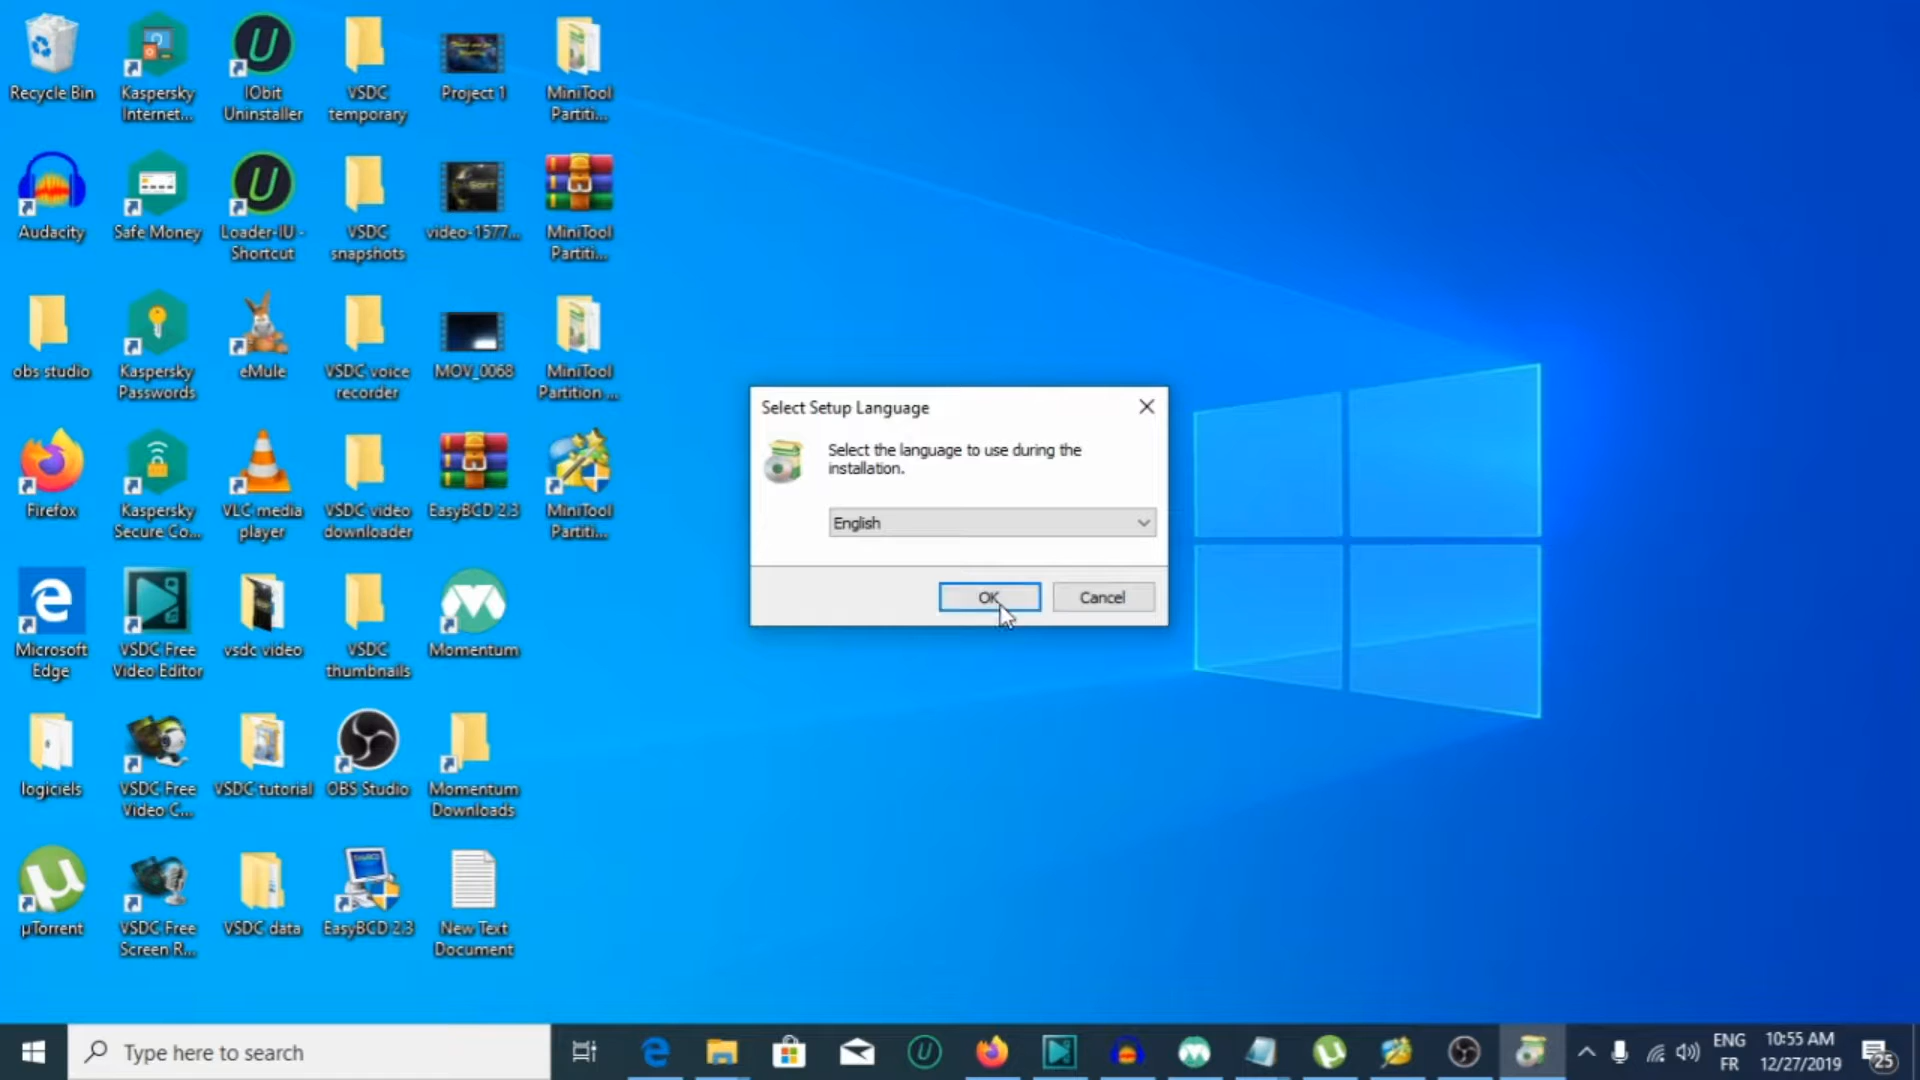 Recycle Bin
Kaspersky
Internet...
IObit
Uninstaller
VSDC
temporary
Project 1
MiniTool
Partiti...
Audacity
Safe Money
Loader-IU -
Shortcut
VSDC
snapshots
video-1577...
MiniTool
Partiti...
obs studio
Kaspersky
Passwords
eMule
VSDC voice
recorder
MOV_0068
MiniTool
Partition ...
Firefox
Kaspersky
Secure Co...
VLC media
player
VSDC video
downloader
EasyBCD 2.3
MiniTool
Partiti...
Microsoft
Edge
VSDC Free
Video Editor
vsdc video
VSDC
thumbnails
Momentum
logiciels
VSDC Free
Video C...
VSDC tutorial
OBS Studio
Momentum
Downloads
µTorrent
VSDC Free
Screen R...
VSDC data
EasyBCD 2.3
New Text
Document
Select Setup Language
Select the language to use during the
installation.
English
OK
Cancel
Type here to search
ENG
FR
10:55 AM
12/27/2019
25